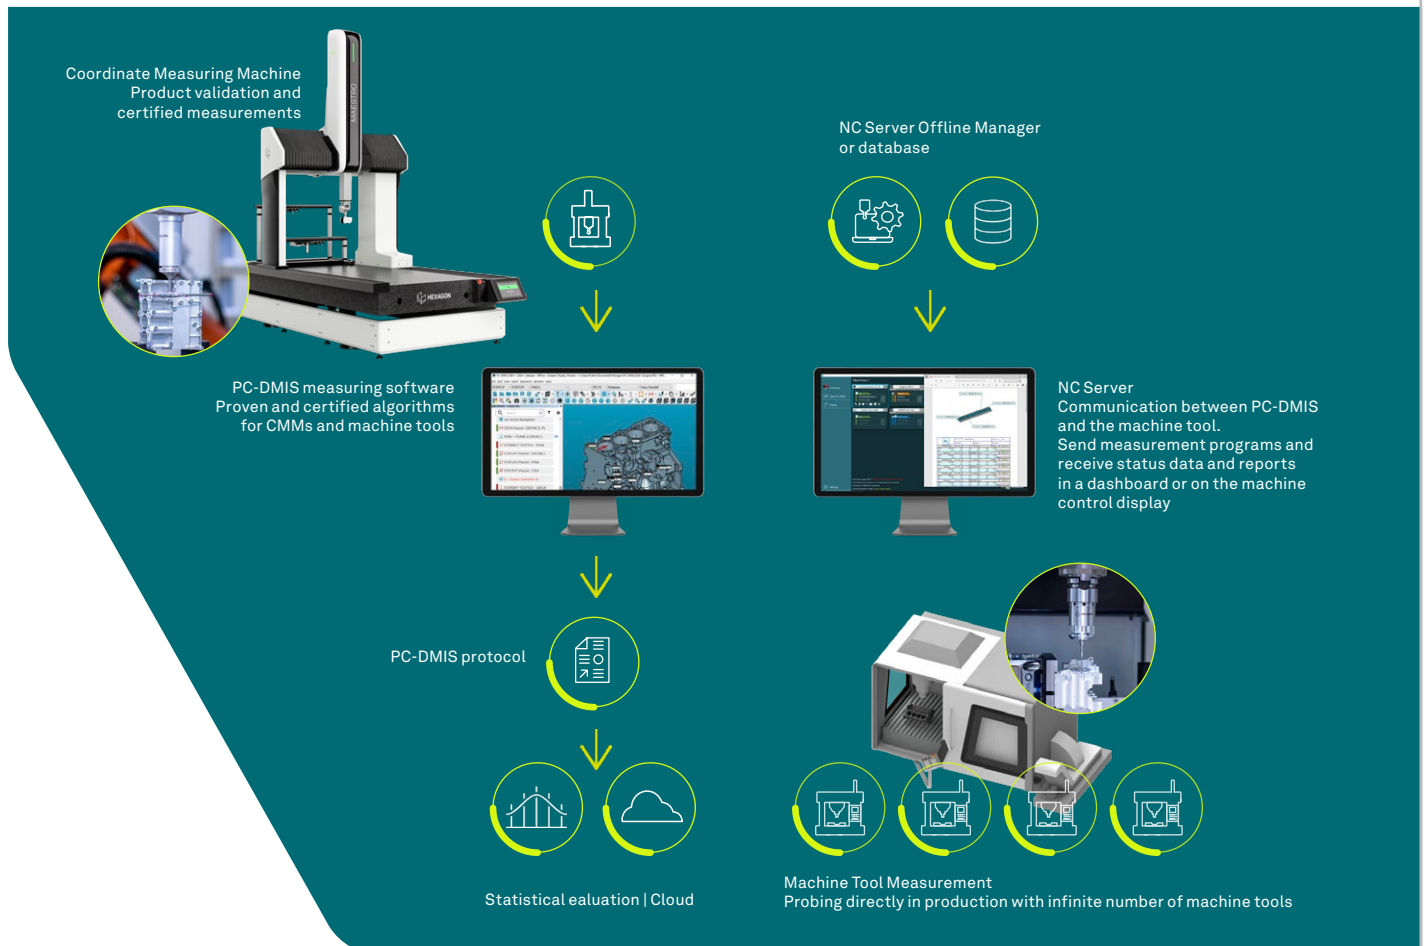 Coordinate Measuring Machine
Product validation and
certified measurements
MAESTRO
HEXAGON
NC Server Offline Manager
or database
PC-DMIS measuring software
Proven and certified algorithms
for CMMs and machine tools
NC Server
Communication between PC-DMIS
and the machine tool.
Send measurement programs and
receive status data and reports
in a dashboard or on the machine
control display
PC-DMIS protocol
Statistical ealuation | Cloud
Machine Tool Measurement
Probing directly in production with infinite number of machine tools